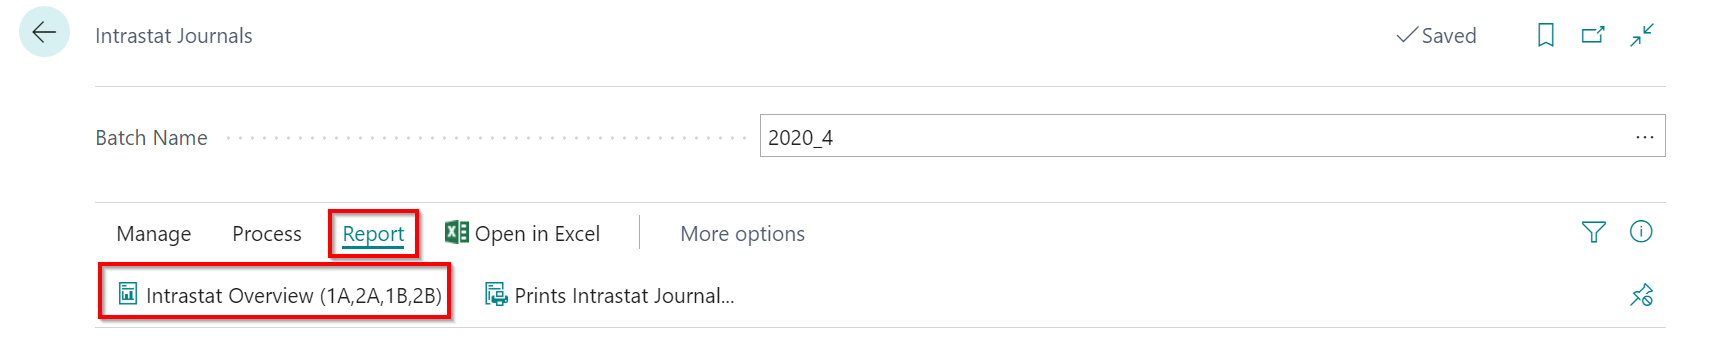 Intrastat Journals Saved
Batch Name 2020_4 ...
Manage Process Report Open in Excel More options
Intrastat Overview (1A,2A,1B,2B) Prints Intrastat Journal...